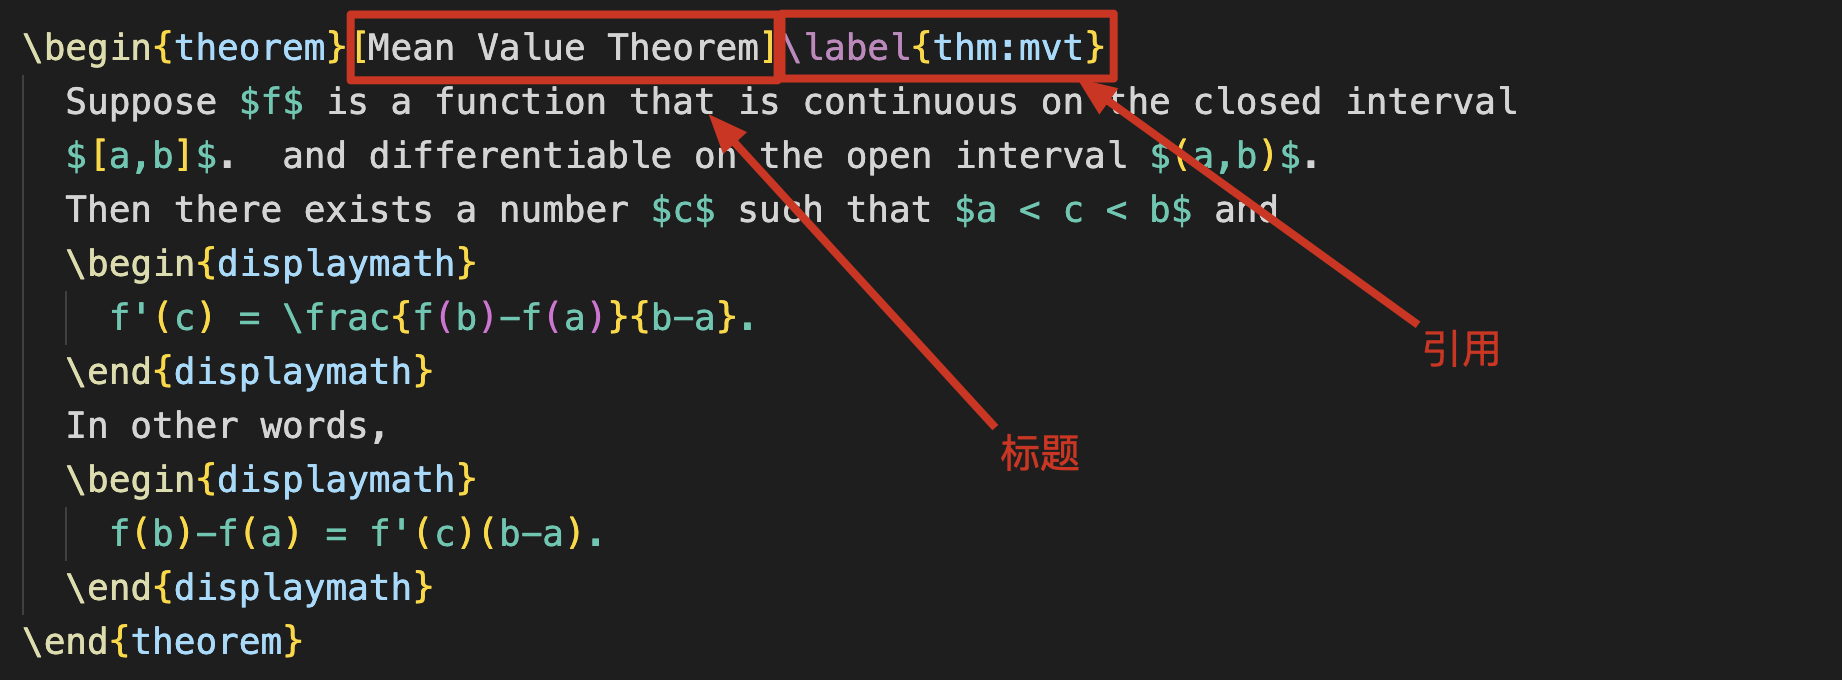 \begin{theorem}[Mean Value Theorem]\label{thm:mvt}
Suppose $f$ is a function that is continuous on the closed interval
$[a,b]$.  and differentiable on the open interval $(a,b)$.
Then there exists a number $c$ such that $a < c < b$ and
\begin{displaymath}
f'(c) = \frac{f(b)-f(a)}{b-a}.
引用
\end{displaymath}
In other words,
标题
\begin{displaymath}
f(b)-f(a) = f'(c)(b-a).
\end{displaymath}
\end{theorem}